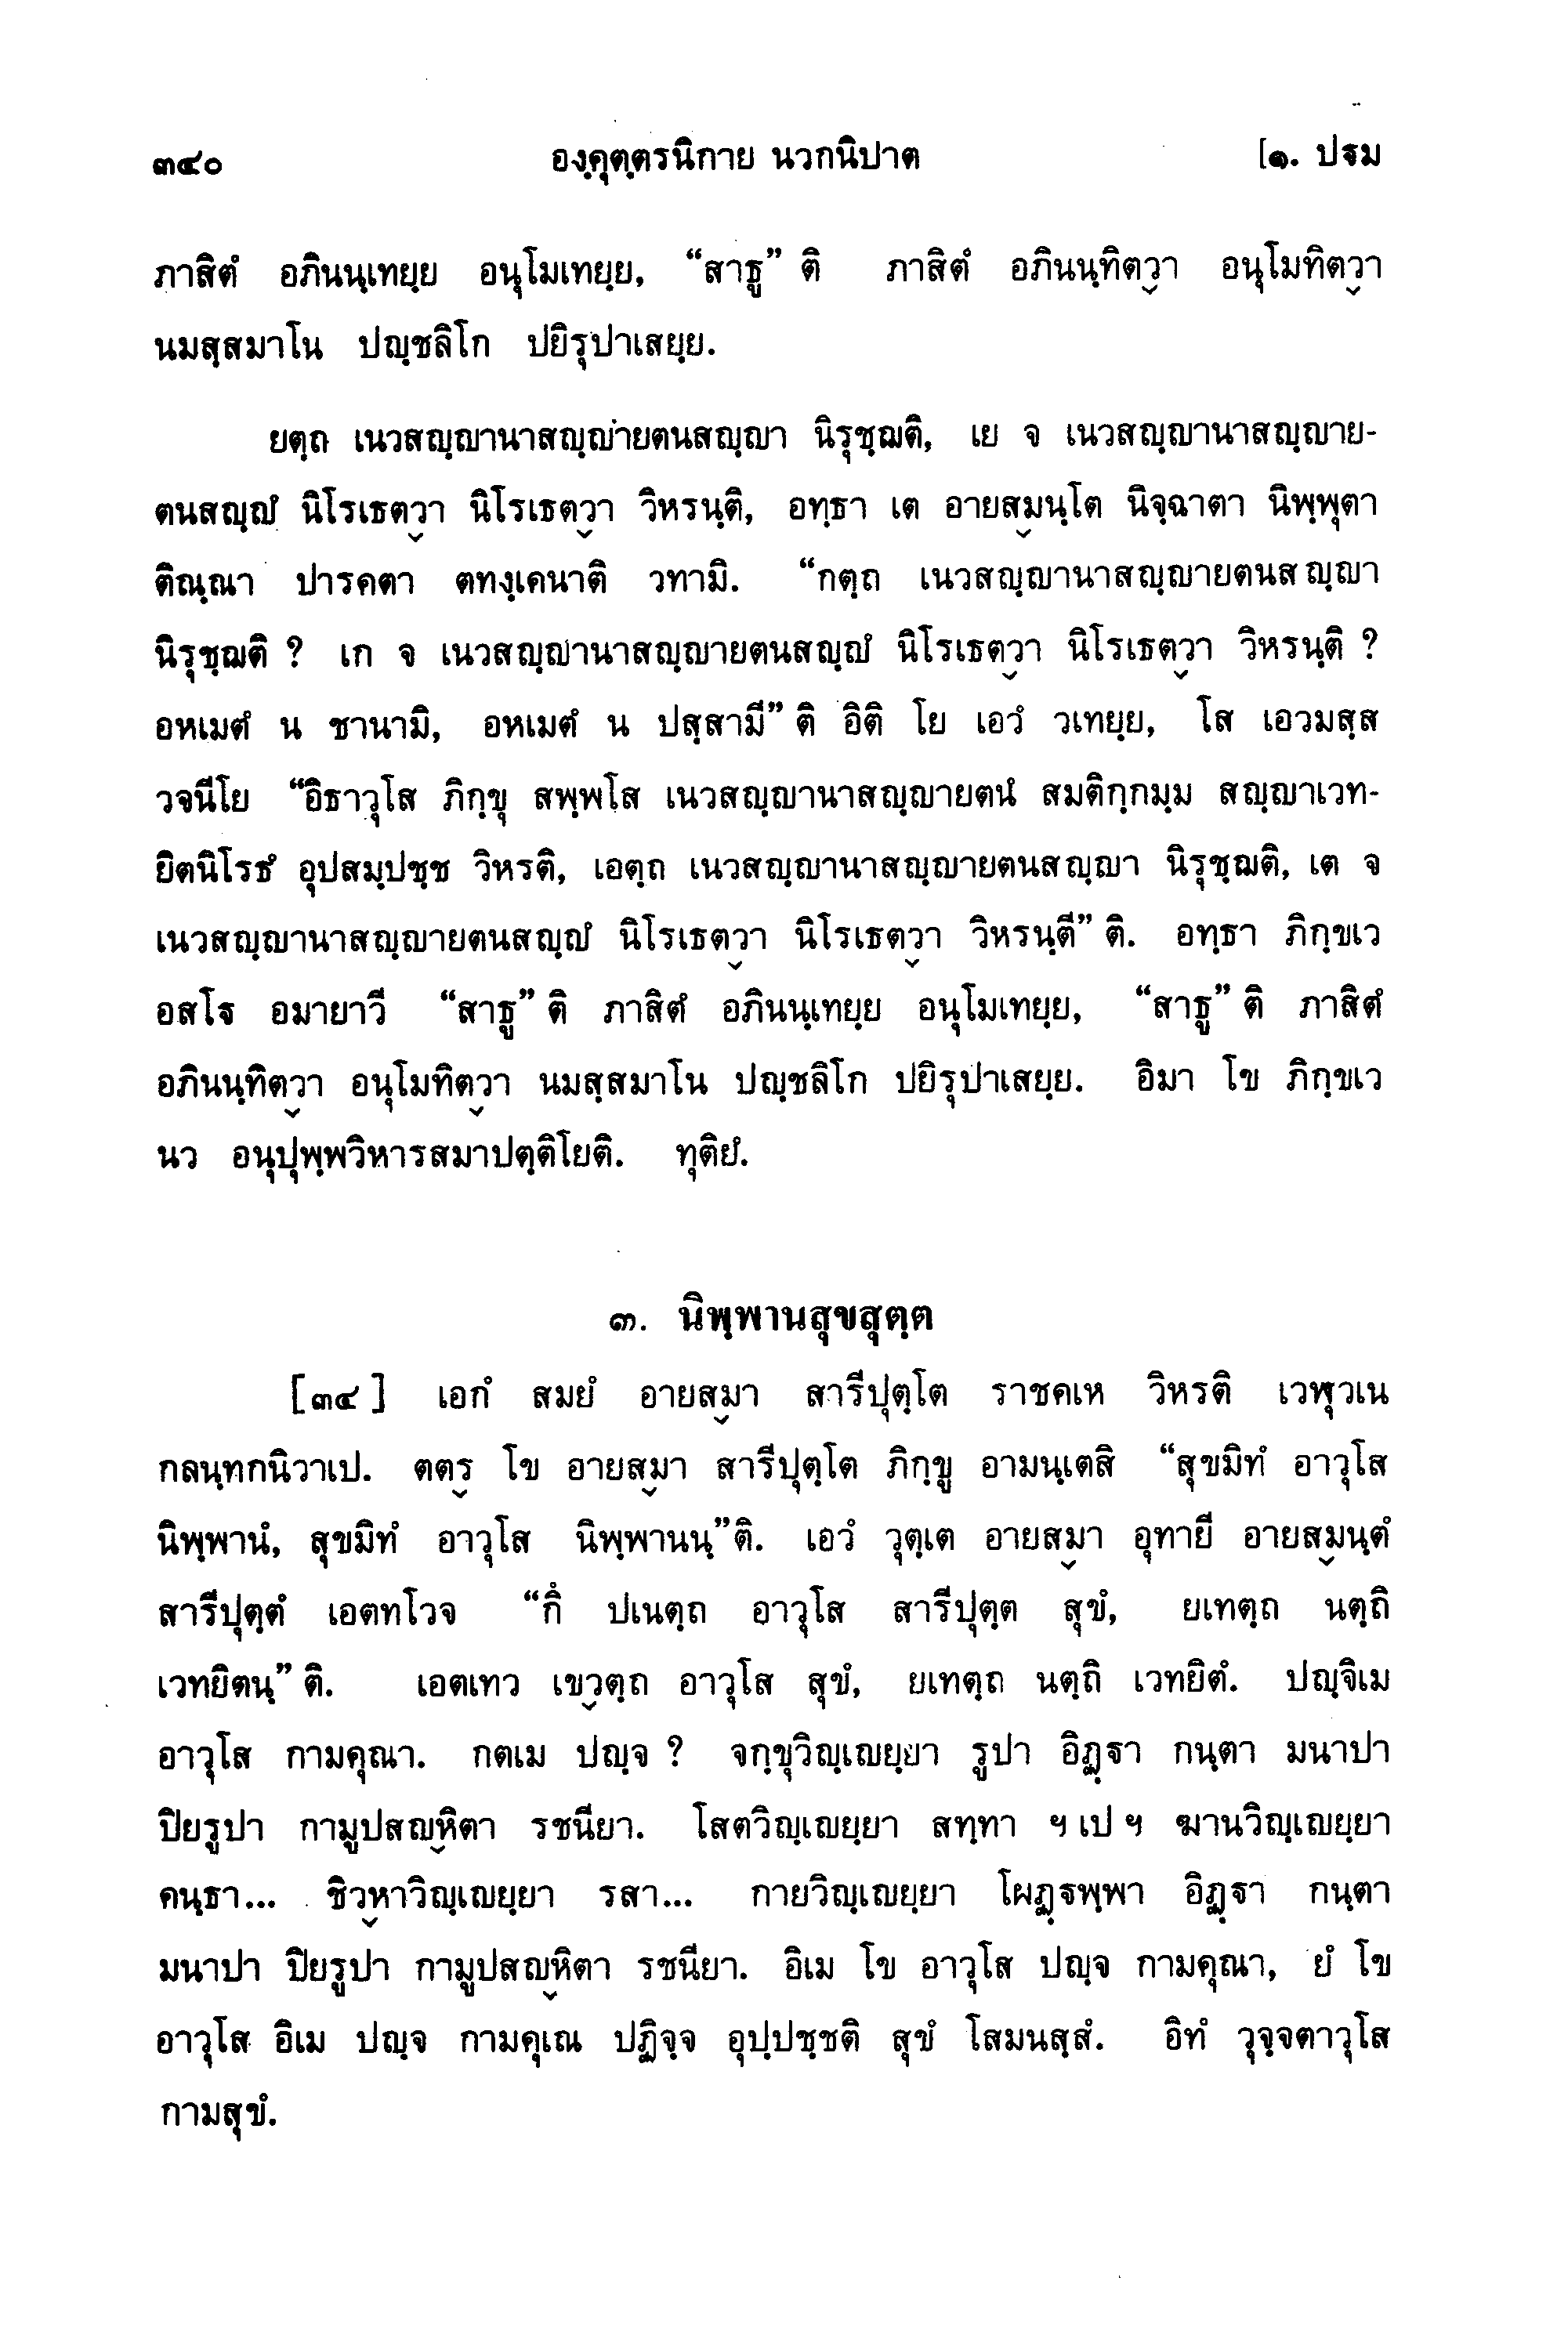 ๓๔๐ องฺคุตฺตรนิกาย นวกนิปาต [๑. ปฐม
ภาสิตํ อภินนฺเทยฺย อนุโมเทยฺย, “สาธู” ติ ภาสิตํ อภินนฺทิตฺวา อนุโมทิตฺวา
นมสฺสมาโน ปญฺชลิโก ปยิรุปาเสยฺย.
ยตฺถ เนวสญฺญานาสญฺญายตนสญฺญา นิรุชฺฌติ, เย จ เนวสญฺญานาสญฺญาย-
ตนสญฺญํ นิโรเธตฺวา นิโรเธตฺวา วิหรนฺติ, อทฺธา เต อายสฺมนฺโต นิจฺฉาตา นิพฺพุตา
ติณฺณา ปารคตา ตทงฺเคนาติ วทามิ. “กตฺถ เนวสญฺญานาสญฺญายตนสญฺญา
นิรุชฺฌติ ? เก จ เนวสญฺญานาสญฺญายตนสญฺญํ นิโรเธตฺวา นิโรเธตฺวา วิหรนฺติ ?
อหเมตํ น ชานามิ, อหเมตํ น ปสฺสามี” ติ อิติ โย เอวํ วเทยฺย, โส เอวมสฺส
วจนีโย “อิธาวุโส ภิกฺขุ สพฺพโส เนวสญฺญานาสญฺญายตนํ สมติกฺกมฺม สญฺญาเวท-
ยิตนิโรธํ อุปสมฺปชฺช วิหรติ, เอตฺถ เนวสญฺญานาสญฺญายตนสญฺญา นิรุชฺฌติ, เต จ
เนวสญฺญานาสญฺญายตนสญฺญํ นิโรเธตฺวา นิโรเธตฺวา วิหรนฺตี” ติ. อทฺธา ภิกฺขเว
อสโฐ อมายาวี “สาธู” ติ ภาสิตํ อภินนฺเทยฺย อนุโมเทยฺย, “สาธู” ติ ภาสิตํ
อภินนฺทิตฺวา อนุโมทิตฺวา นมสฺสมาโน ปญฺชลิโก ปยิรุปาเสยฺย. อิมา โข ภิกฺขเว
นว อนุปุพฺพวิหารสมาปตฺติโยติ. ทุติยํ.
๓. นิพฺพานสุขสุตฺต
[๓๔] เอกํ สมยํ อายสฺมา สารีปุตฺโต ราชคเห วิหรติ เวฬุวเน
กลนฺทกนิวาเป. ตตฺร โข อายสฺมา สารีปุตฺโต ภิกฺขู อามนฺเตสิ “สุขมิทํ อาวุโส
นิพฺพานํ, สุขมิทํ อาวุโส นิพฺพานนฺ”ติ. เอวํ วุตฺเต อายสฺมา อุทายี อายสฺมนฺตํ
สารีปุตฺตํ เอตทโวจ “กึ ปเนตฺถ อาวุโส สารีปุตฺต สุขํ, ยเทตฺถ นตฺถิ
เวทยิตนฺ” ติ. เอตเทว เขฺวตฺถ อาวุโส สุขํ, ยเทตฺถ นตฺถิ เวทยิตํ. ปญฺจิเม
อาวุโส กามคุณา. กตเม ปญฺจ ? จกฺขุวิญฺเญยฺยา รูปา อิฏฺฐา กนฺตา มนาปา
ปิยรูปา กามูปสญฺหิตา รชนียา. โสตวิญฺเญยฺยา สทฺทา ฯ เป ฯ ฆานวิญฺเญยฺยา
คนฺธา... ชิวฺหาวิญฺเญยฺยา รสา... กายวิญฺเญยฺยา โผฏฺฐพฺพา อิฏฺฐา กนฺตา
มนาปา ปิยรูปา กามูปสญฺหิตา รชนียา. อิเม โข อาวุโส ปญฺจ กามคุณา, ยํ โข
อาวุโส อิเม ปญฺจ กามคุเณ ปฏิจฺจ อุปฺปชฺชติ สุขํ โสมนสฺสํ. อิทํ วุจฺจตาวุโส
กามสุขํ.